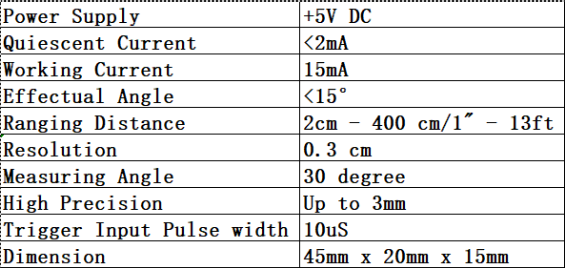 Power Supply +5V DC
Quiescent Current <2mA
Working Current 15mA
Effectual Angle <15°
Ranging Distance 2cm - 400 cm/1″ - 13ft
Resolution 0.3 cm
Measuring Angle 30 degree
High Precision Up to 3mm
Trigger Input Pulse width 10uS
Dimension 45mm x 20mm x 15mm